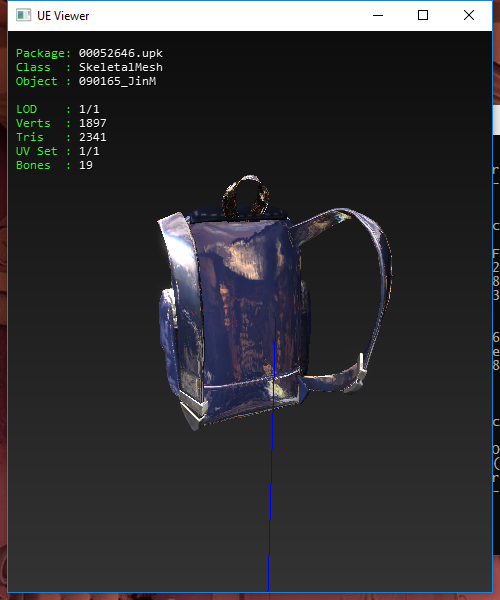 UE Viewer
Package: 00052646.upk
Class  : SkeletalMesh
Object : 090165_JinM
LOD    : 1/1
Verts  : 1897
Tris   : 2341
UV Set : 1/1
Bones  : 19